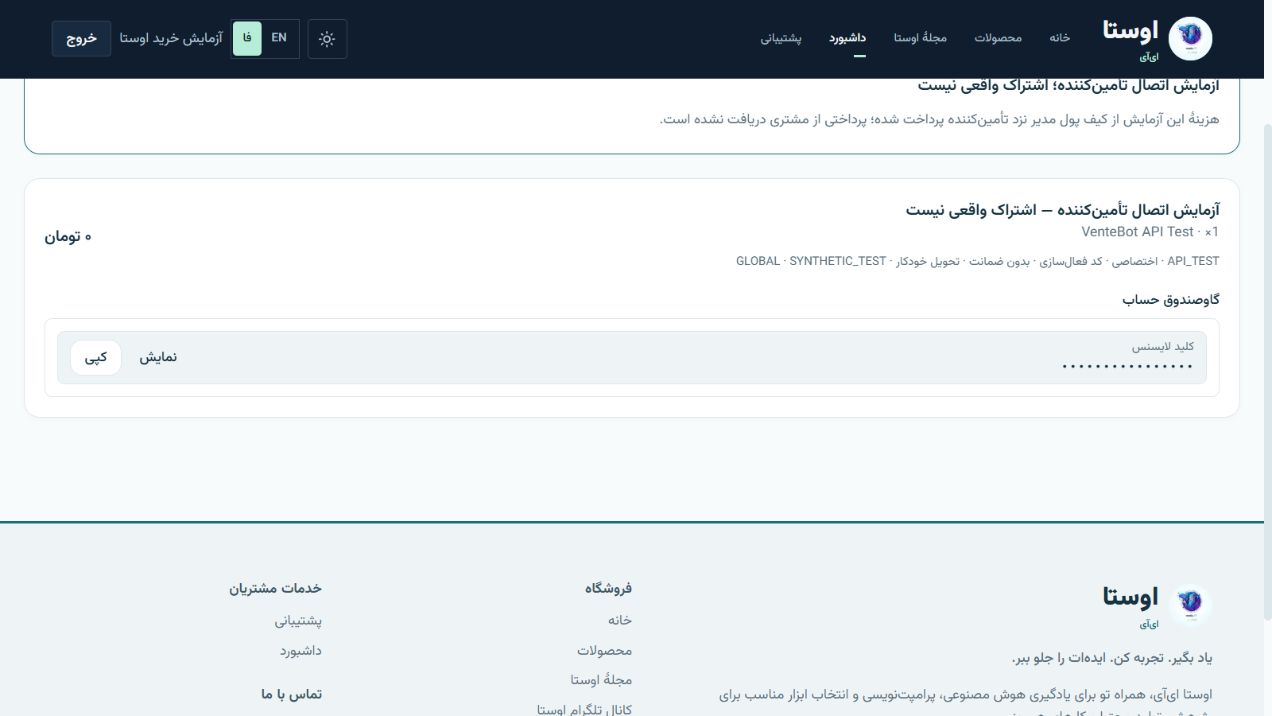 اوستا
ای‌آی
خانه
محصولات
مجلهٔ اوستا
داشبورد
پشتیبانی
EN
فا
آزمایش خرید اوستا
خروج
آزمایش اتصال تأمین‌کننده؛ اشتراک واقعی نیست
هزینهٔ این آزمایش از کیف پول مدیر نزد تأمین‌کننده پرداخت شده؛ پرداختی از مشتری دریافت نشده است.
آزمایش اتصال تأمین‌کننده — اشتراک واقعی نیست
VenteBot API Test · ×1
۰ تومان
API_TEST · اختصاصی · کد فعال‌سازی · بدون ضمانت · تحویل خودکار · GLOBAL · SYNTHETIC_TEST
گاوصندوق حساب
کلید لایسنس
••••••••••••••••
نمایش
کپی
اوستا
ای‌آی
یاد بگیر. تجربه کن. ایده‌ات را جلو ببر.
اوستا ای‌آی، همراه تو برای یادگیری هوش مصنوعی، پرامپت‌نویسی و انتخاب ابزار مناسب برای
فروشگاه
خانه
محصولات
مجلهٔ اوستا
کانال تلگرام اوستا
خدمات مشتریان
پشتیبانی
داشبورد
تماس با ما